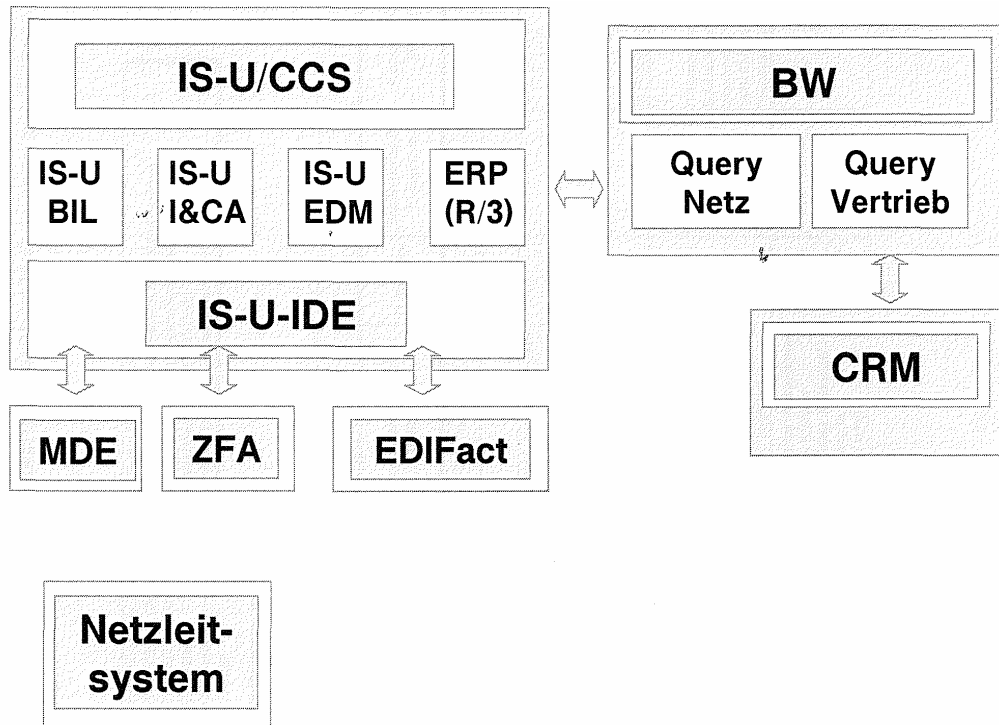 IS-U/CCS
BW
IS-U
BIL
IS-U
I&CA
IS-U
EDM
ERP
(R/3)
Query
Netz
Query
Vertrieb
IS-U-IDE
CRM
MDE
ZFA
EDIFact
Netzleit-
system